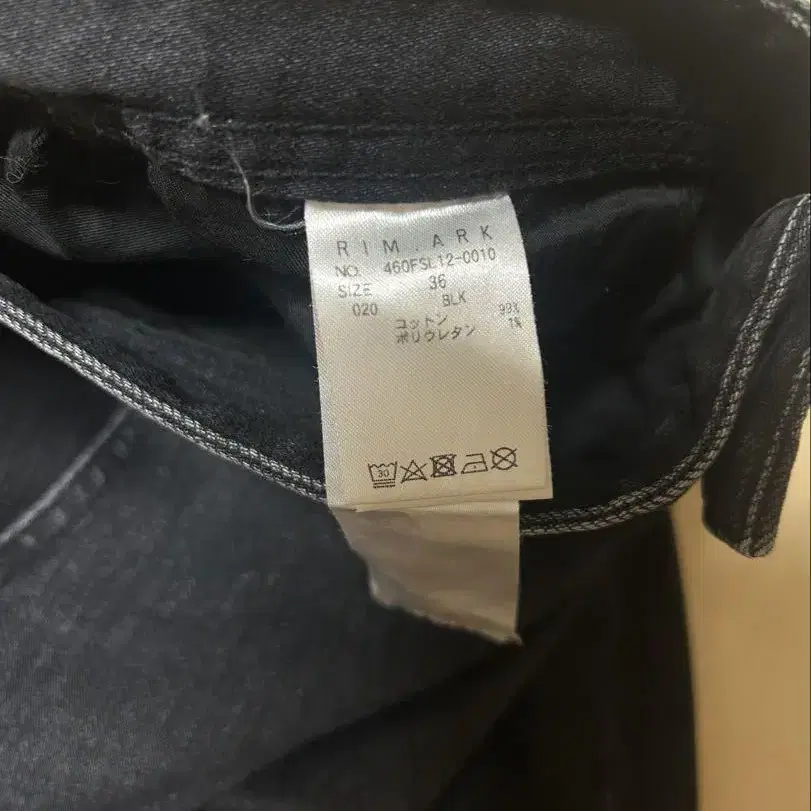 RIM.ARK
NO. 460FSL12-0010
SIZE 36
020 BLK
コットン 99%
ポリウレタン 1%
30